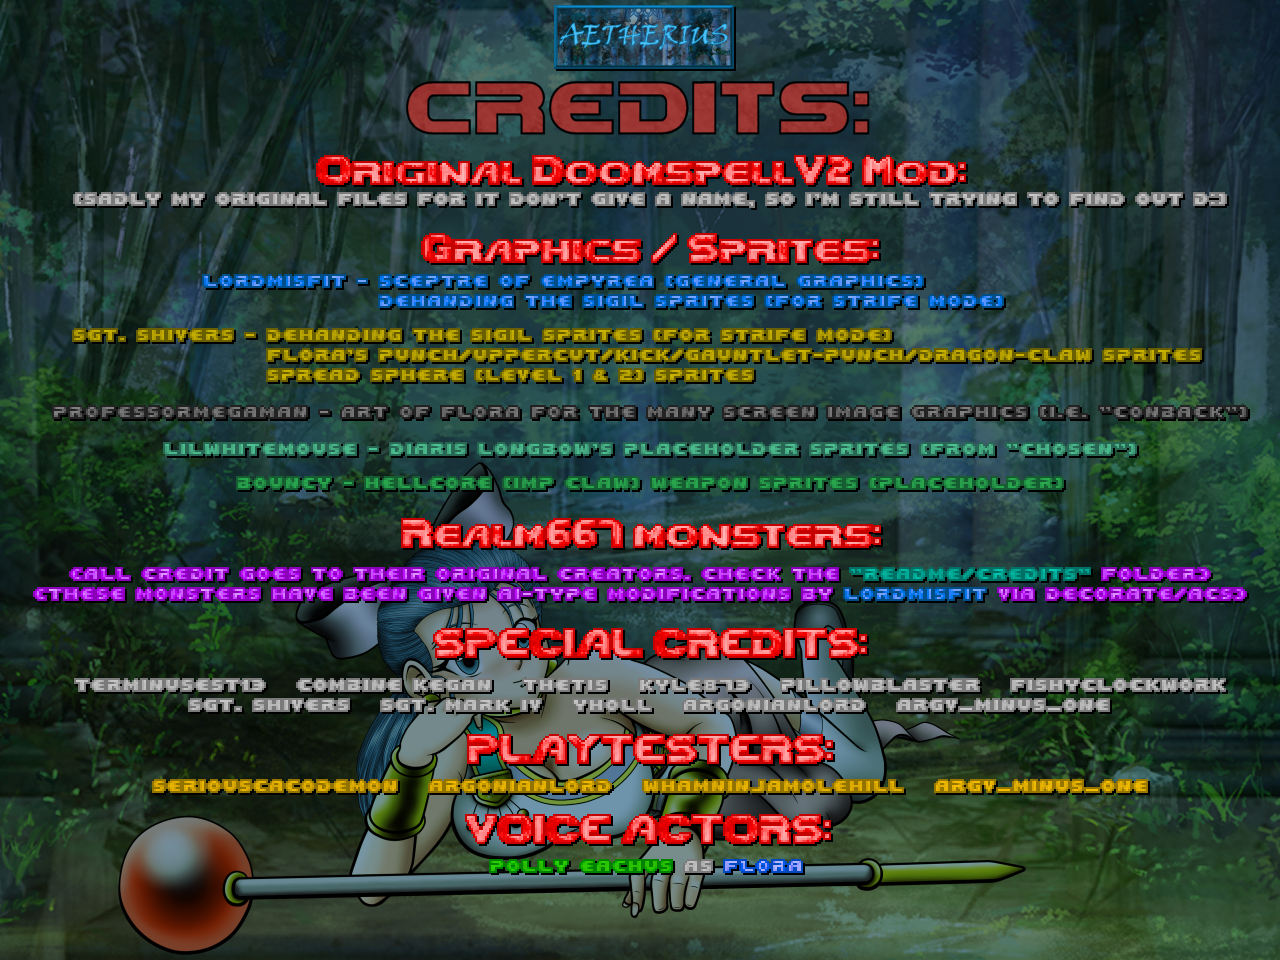 AETHERIUS
CREDITS:
ORIGINAL DOOMSPELLV2 MOD:
(SADLY MY ORIGINAL FILES FOR IT DON'T GIVE A NAME, SO I'M STILL TRYING TO FIND OUT D:)
GRAPHICS / SPRITES:
LORDMISFIT - SCEPTRE OF EMPYREA (GENERAL GRAPHICS)
DEHANDING THE SIGIL SPRITES (FOR STRIFE MODE)
SGT. SHIVERS - DEHANDING THE SIGIL SPRITES (FOR STRIFE MODE)
FLORA'S PUNCH/UPPERCUT/KICK/GAUNTLET-PUNCH/DRAGON-CLAW SPRITES
SPREAD SPHERE (LEVEL 1 & 2) SPRITES
PROFESSORMEGAMAN - ART OF FLORA FOR THE MANY SCREEN IMAGE GRAPHICS (I.E. "CONBACK")
LILWHITEMOUSE - DIARIS LONGBOW'S PLACEHOLDER SPRITES (FROM "CHOSEN")
BOUNCY - HELLCORE (IMP CLAW) WEAPON SPRITES (PLACEHOLDER)
REALM667 MONSTERS:
(ALL CREDIT GOES TO THEIR ORIGINAL CREATORS. CHECK THE "README/CREDITS" FOLDER)
(THESE MONSTERS HAVE BEEN GIVEN AI-TYPE MODIFICATIONS BY LORDMISFIT VIA DECORATE/ACS)
SPECIAL CREDITS:
TERMINUSEST13 COMBINE KEGAN THETIS KYLE873 PILLOWBLASTER FISHYCLOCKWORK
SGT. SHIVERS SGT. MARK IV YHOLL ARGONIANLORD ARGV_MINUS_ONE
PLAYTESTERS:
SERIOUSCACODEMON ARGONIANLORD WHAMNINJAMOLEHILL ARGV_MINUS_ONE
VOICE ACTORS:
POLLY EACHUS AS FLORA